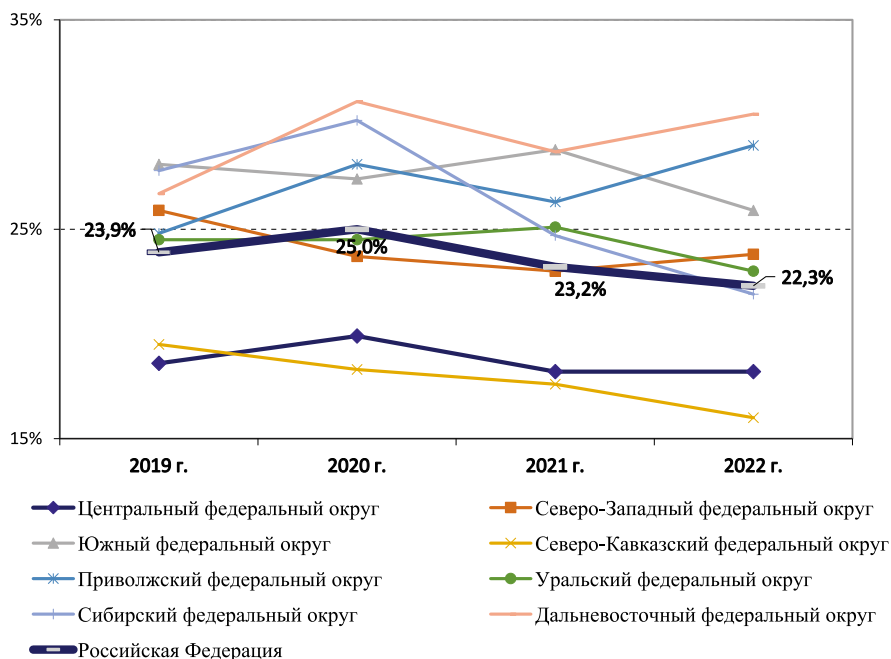 35%
25%
15%
23,9%
25,0%
23,2%
22,3%
2019 г. 2020 г. 2021 г. 2022 г.
Центральный федеральный округ
Северо-Западный федеральный округ
Южный федеральный округ
Северо-Кавказский федеральный округ
Приволжский федеральный округ
Уральский федеральный округ
Сибирский федеральный округ
Дальневосточный федеральный округ
Российская Федерация